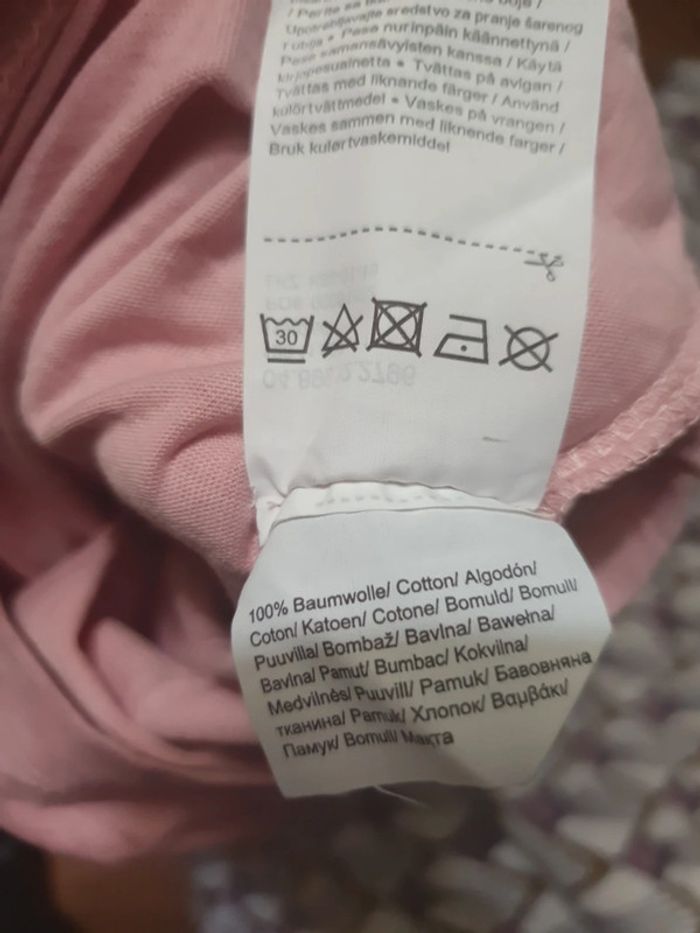 / Perite sa
Upotrebljavajte sredstvo za pranje šarenog
rublja • Pese nurinpäin käännettynä /
Pese samansävyisten kanssa / Käytä
kirjopesuainetta • Tvättas på avigan /
Tvättas med liknande färger / Använd
kulörtvättmedel • Vaskes på vrangen /
Vaskes sammen med liknende farger /
Bruk kulørtvaskemiddel
30
100% Baumwolle/ Cotton/ Algodón/
Coton/ Katoen/ Cotone/ Bomuld/ Bomull/
Puuvilla/ Bombaž/ Bavlna/ Bawełna/
Bavlna/ Pamut/ Bumbac/ Kokvilna/
Medvilnės/ Puuvill/ Pamuk/ Бавовняна
тканина/ Pamuk/ Хлопок/ Βαμβάκι/
Памук/ Bomull/ Мақта